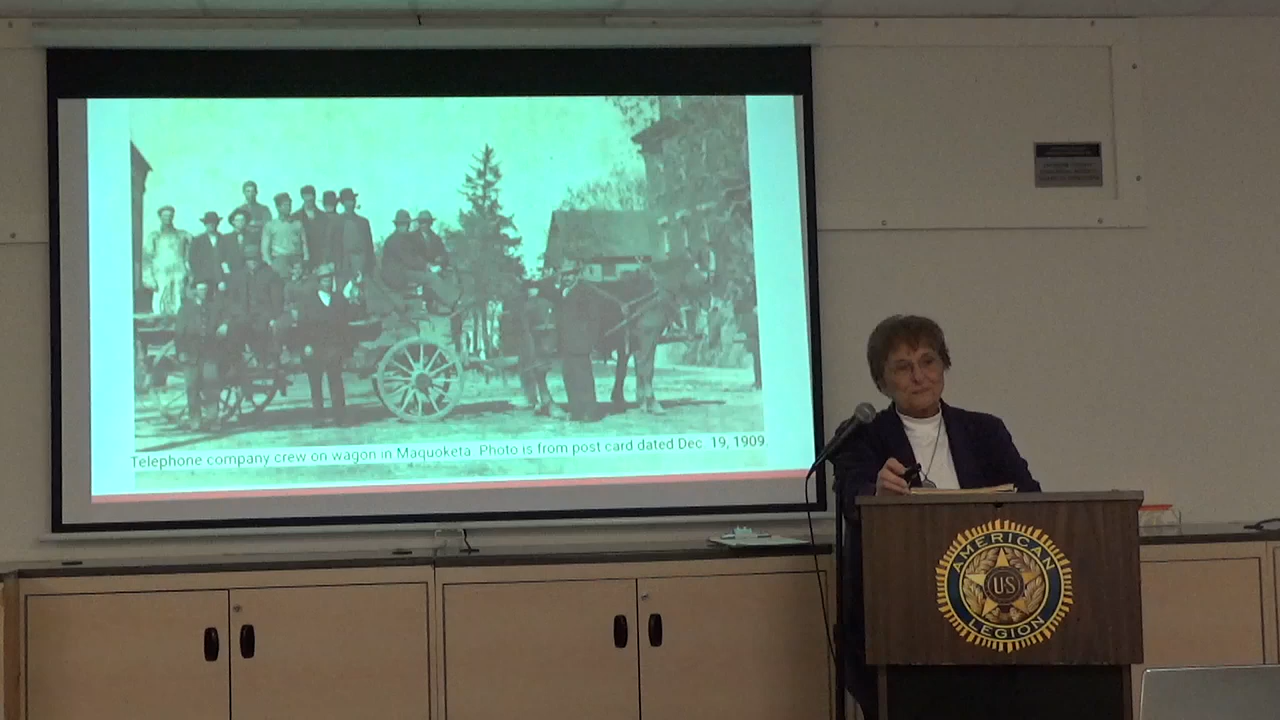 Telephone company crew on wagon in Maquoketa. Photo is from post card dated Dec. 19, 1909.
AMERICAN
US
LEGION